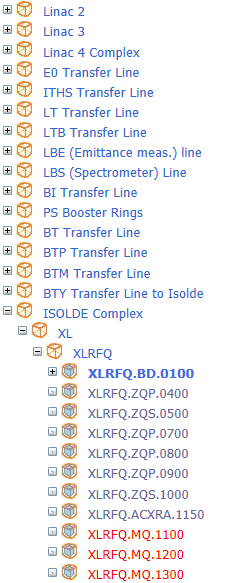 Linac 2
Linac 3
Linac 4 Complex
E0 Transfer Line
ITHS Transfer Line
LT Transfer Line
LTB Transfer Line
LBE (Emittance meas.) line
LBS (Spectrometer) Line
BI Transfer Line
PS Booster Rings
BT Transfer Line
BTP Transfer Line
BTM Transfer Line
BTY Transfer Line to Isolde
ISOLDE Complex
XL
XLRFQ
XLRFQ.BD.0100
XLRFQ.ZQP.0400
XLRFQ.ZQS.0500
XLRFQ.ZQP.0700
XLRFQ.ZQP.0800
XLRFQ.ZQP.0900
XLRFQ.ZQS.1000
XLRFQ.ACXRA.1150
XLRFQ.MQ.1100
XLRFQ.MQ.1200
XLRFQ.MQ.1300